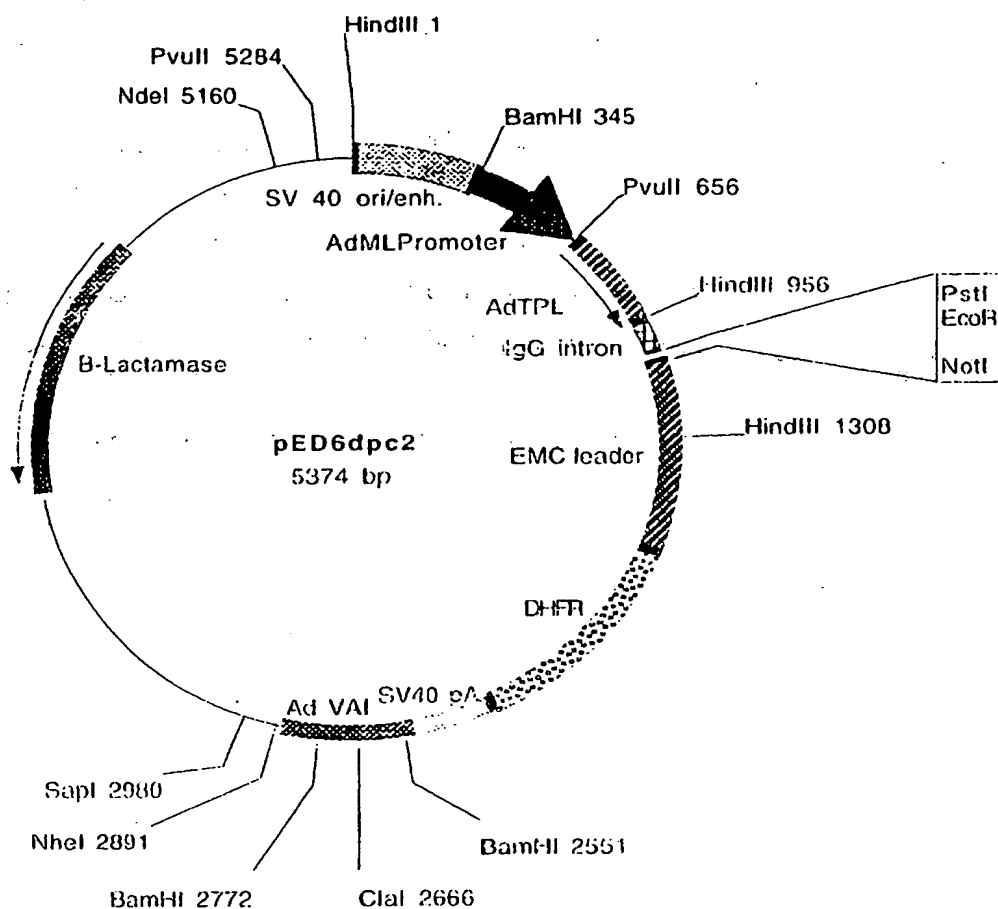 HindIII 1
PvuII 5284
NdeI 5160
BamHI 345
SV 40 ori/enh.
PvuII 656
AdMLPromoter
AdTPL
HindIII 956
IgG intron
PstI
EcoR
NotI
B-Lactamase
pED6dpc2
5374 bp
EMC leader
HindIII 1308
DHFR
SV40 pA
Ad VAI
SapI 2980
NheI 2891
BamHI 2772
ClaI 2666
BamHI 2551